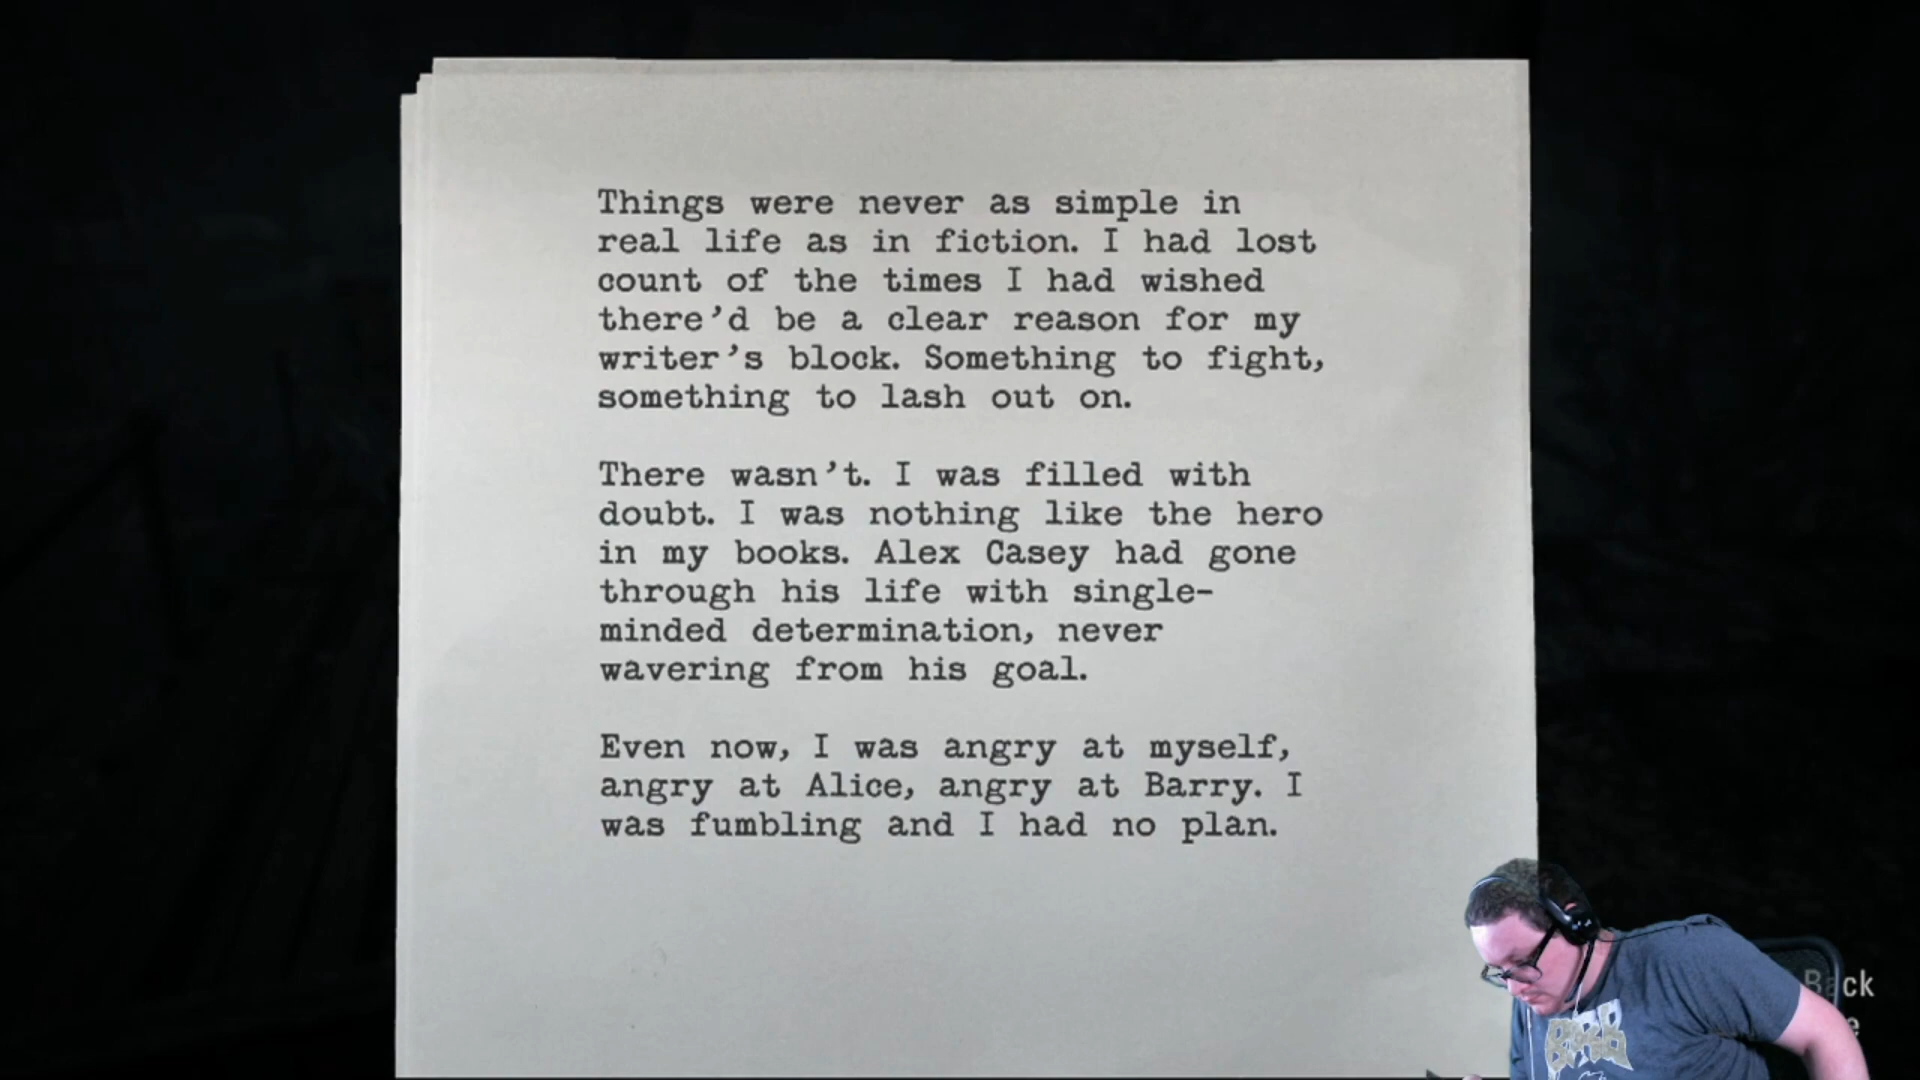 Things were never as simple in
real life as in fiction. I had lost
count of the times I had wished
there’d be a clear reason for my
writer’s block. Something to fight,
something to lash out on.
There wasn’t. I was filled with
doubt. I was nothing like the hero
in my books. Alex Casey had gone
through his life with single-
minded determination, never
wavering from his goal.
Even now, I was angry at myself,
angry at Alice, angry at Barry. I
was fumbling and I had no plan.
Back